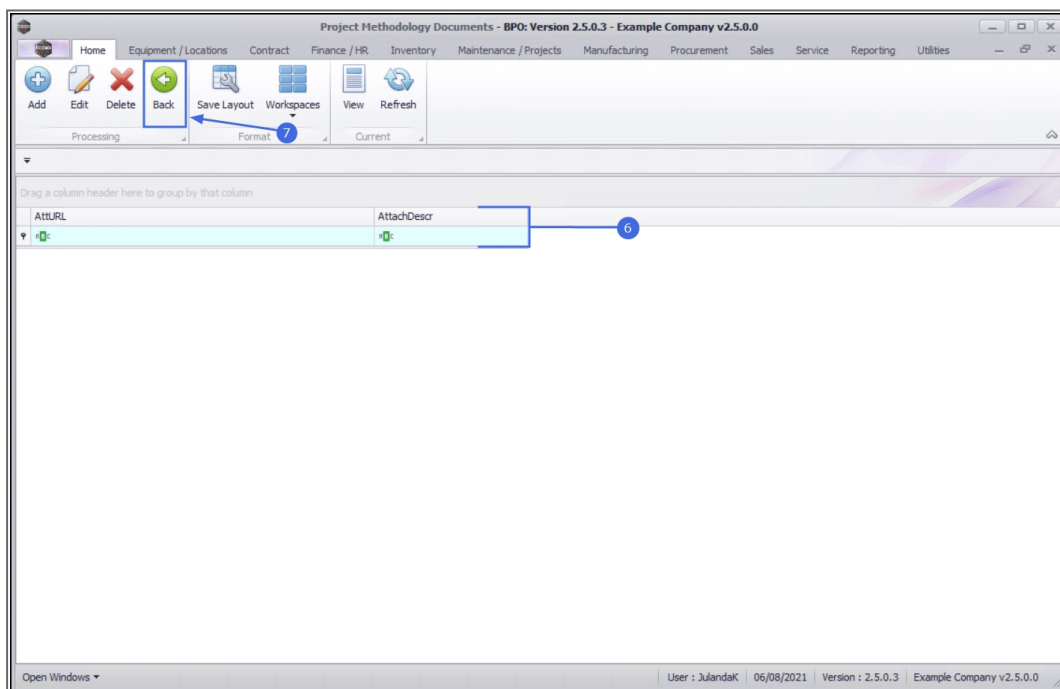 Project Methodology Documents - BPO: Version 2.5.0.3 - Example Company v2.5.0.0
Home Equipment / Locations Contract Finance / HR Inventory Maintenance / Projects Manufacturing Procurement Sales Service Reporting Utilities
Add Edit Delete Back Save Layout Workspaces View Refresh
7
Processing Format Current
Drag a column header here to group by that column
AttURL AttachDescr
6
Open Windows User : JulandaK 06/08/2021 Version : 2.5.0.3 Example Company v2.5.0.0